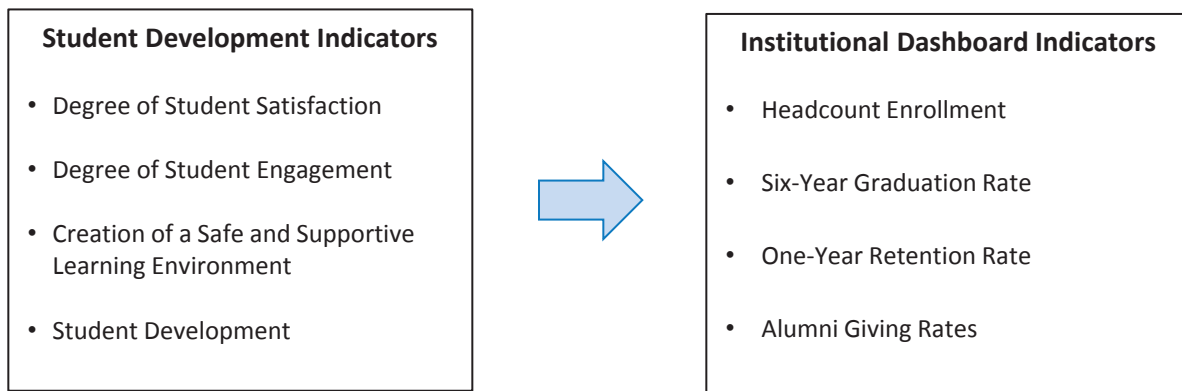 Student Development Indicators
• Degree of Student Satisfaction
• Degree of Student Engagement
• Creation of a Safe and Supportive
Learning Environment
• Student Development
Institutional Dashboard Indicators
• Headcount Enrollment
• Six-Year Graduation Rate
• One-Year Retention Rate
• Alumni Giving Rates